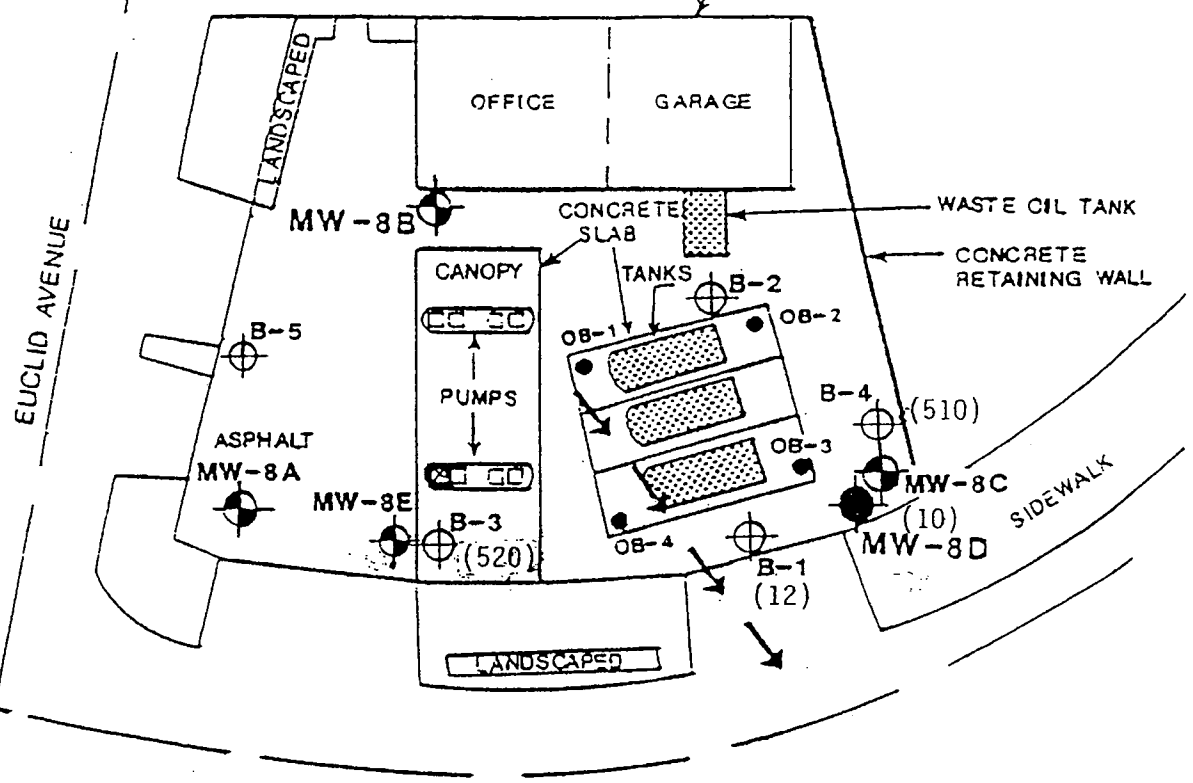 LANDSCAPED
OFFICE
GARAGE
EUCLID AVENUE
MW-8B
CONCRETE
SLAB
WASTE OIL TANK
CONCRETE
RETAINING WALL
CANOPY
TANKS
B-2
OB-1
OB-2
B-5
PUMPS
B-4
(510)
ASPHALT
MW-8A
OB-3
MW-8E
MW-8C
(10)
SIDEWALK
B-3
(520)
OB-4
MW-8D
B-1
(12)
LANDSCAPED